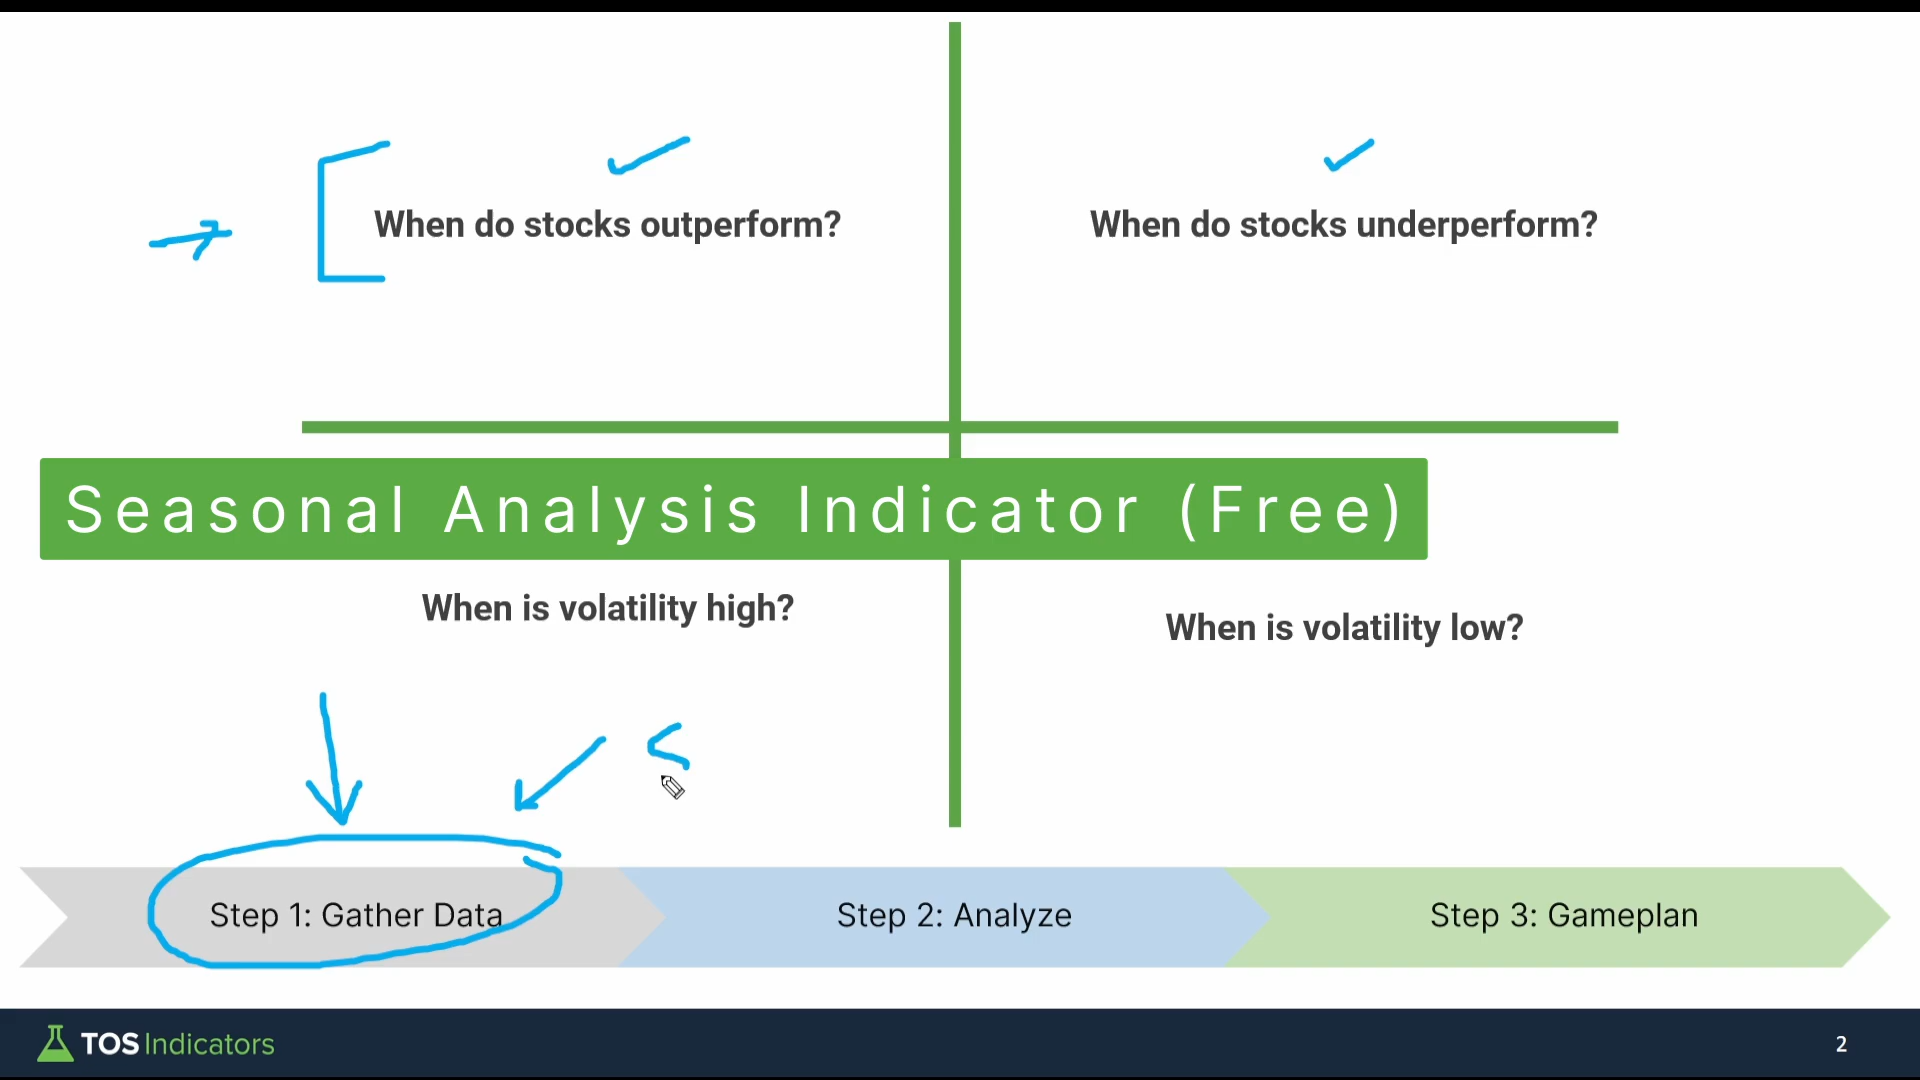 When do stocks outperform?
When do stocks underperform?
Seasonal Analysis Indicator (Free)
When is volatility high?
When is volatility low?
Step 1: Gather Data
Step 2: Analyze
Step 3: Gameplan
TOS Indicators
2